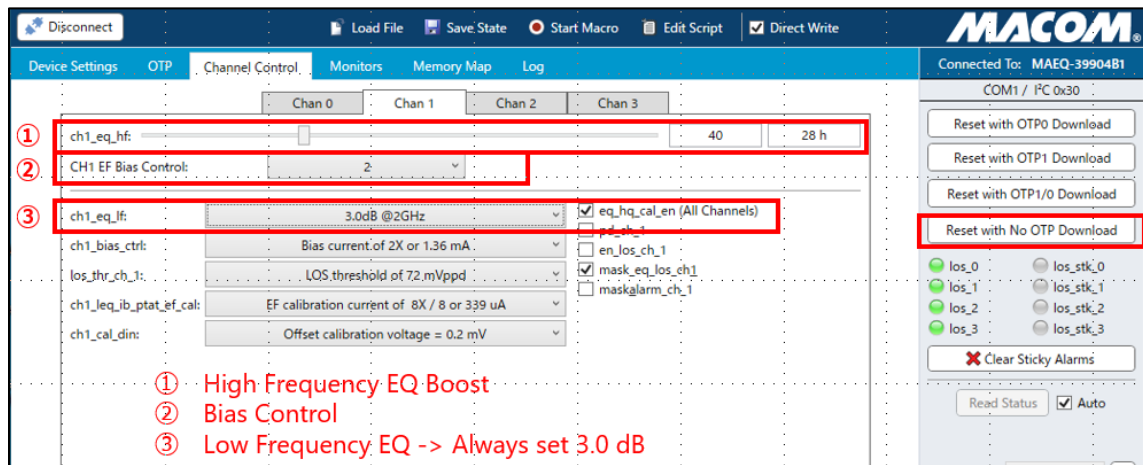 Disconnect Load File Save State Start Macro Edit Script Direct Write MACOM®
Device Settings OTP Channel Control Monitors Memory Map Log
Connected To: MAEQ-39904B1
COM1 / I²C 0x30
Chan 0 Chan 1 Chan 2 Chan 3
① ch1_eq_hf: 40 28 h
② CH1 EF Bias Control: 2
③ ch1_eq_lf: 3.0dB @2GHz
ch1_bias_ctrl: Bias current of 2X or 1.36 mA
los_thr_ch_1: LOS threshold of 72 mVppd
ch1_leq_ib_ptat_ef_cal: EF calibration current of 8X / 8 or 339 uA
ch1_cal_din: Offset calibration voltage = 0.2 mV
eq_hq_cal_en (All Channels)
pd_ch_1
en_los_ch_1
mask_eq_los_ch1
maskalarm_ch_1
① High Frequency EQ Boost
② Bias Control
③ Low Frequency EQ -> Always set 3.0 dB
Reset with OTP0 Download
Reset with OTP1 Download
Reset with OTP1/0 Download
Reset with No OTP Download
los_0 los_stk_0
los_1 los_stk_1
los_2 los_stk_2
los_3 los_stk_3
Clear Sticky Alarms
Read Status Auto